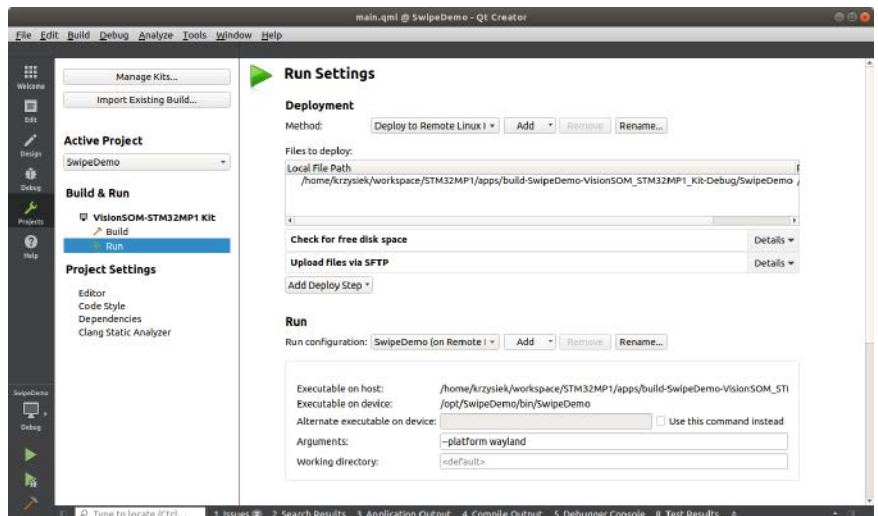 main.qml @ SwipeDemo - Qt Creator
File Edit Build Debug Analyze Tools Window Help
Welcome
Edit
Design
Debug
Projects
Help
SwipeDemo
Debug
Manage Kits...
Import Existing Build...
Active Project
SwipeDemo
Build & Run
VisionSOM-STM32MP1 Kit
Build
Run
Project Settings
Editor
Code Style
Dependencies
Clang Static Analyzer
Run Settings
Deployment
Method: Deploy to Remote Linux Add Remove Rename...
Files to deploy:
Local File Path
/home/krzysiek/workspace/STM32MP1/apps/build-SwipeDemo-VisionSOM_STM32MP1_Kit-Debug/SwipeDemo /
Check for free disk space Details
Upload files via SFTP Details
Add Deploy Step
Run
Run configuration: SwipeDemo (on Remote Add Remove Rename...
Executable on host: /home/krzysiek/workspace/STM32MP1/apps/build-SwipeDemo-VisionSOM_STI
Executable on device: /opt/SwipeDemo/bin/SwipeDemo
Alternate executable on device: Use this command instead
Arguments: --platform wayland
Working directory: <default>
Type to locate (Ctrl... 1 Issues 2 2 Search Results 3 Application Output 4 Compile Output 5 Debugger Console 8 Test Results